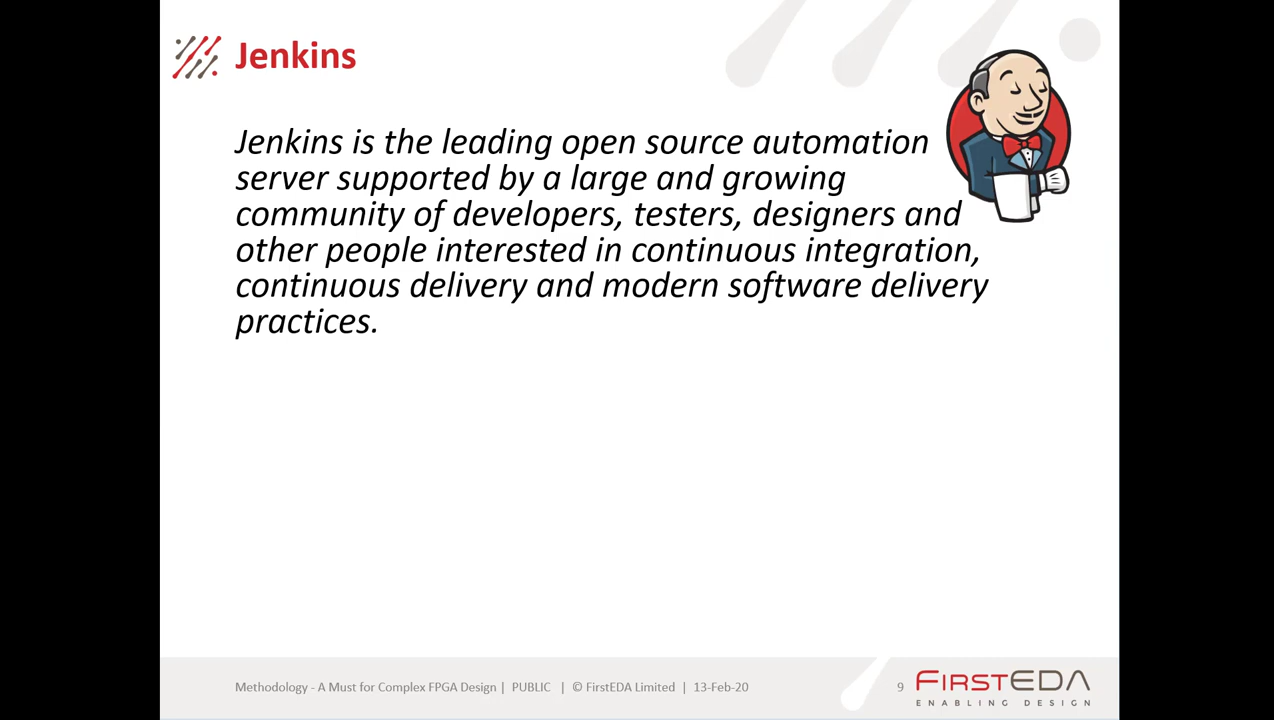 Jenkins
Jenkins is the leading open source automation
server supported by a large and growing
community of developers, testers, designers and
other people interested in continuous integration,
continuous delivery and modern software delivery
practices.
Methodology - A Must for Complex FPGA Design | PUBLIC | © FirstEDA Limited | 13-Feb-20
9
FIRSTEDA
ENABLING DESIGN